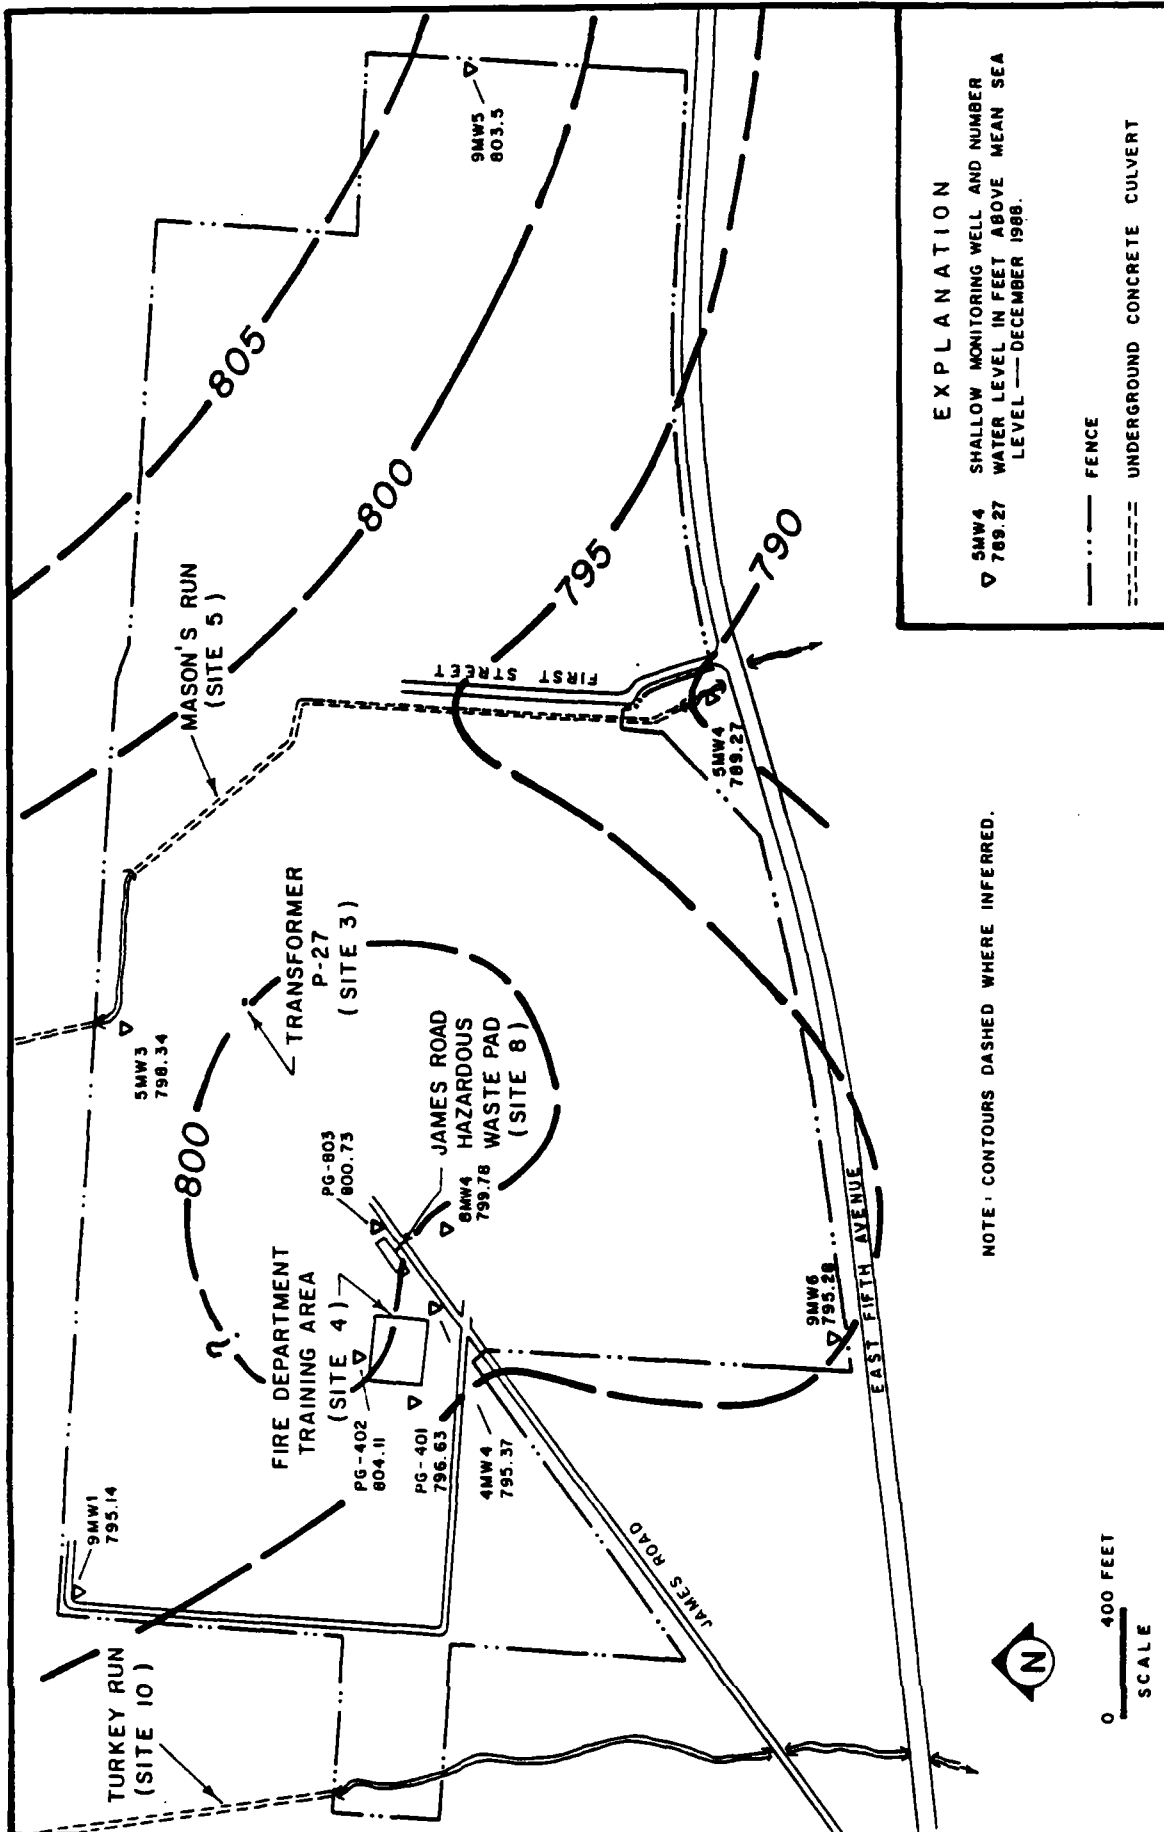 TURKEY RUN
(SITE 10)
9MW1
795.14
FIRE DEPARTMENT
TRAINING AREA
(SITE 4)
PG-402
804.11
PG-401
796.63
4MW4
795.37
800
?
PG-803
800.73
JAMES ROAD
HAZARDOUS
WASTE PAD
(SITE 8)
8MW4
799.78
5MW3
798.34
TRANSFORMER
P-27
(SITE 3)
MASON'S RUN
(SITE 5)
805
800
795
790
9MW5
803.5
FIRST STREET
5MW4
789.27
9MW6
795.28
JAMES ROAD
EAST FIFTH AVENUE
NOTE: CONTOURS DASHED WHERE INFERRED.
N
0 400 FEET
SCALE
EXPLANATION
5MW4 SHALLOW MONITORING WELL AND NUMBER
789.27 WATER LEVEL IN FEET ABOVE MEAN SEA
LEVEL — DECEMBER 1988.
FENCE
UNDERGROUND CONCRETE CULVERT